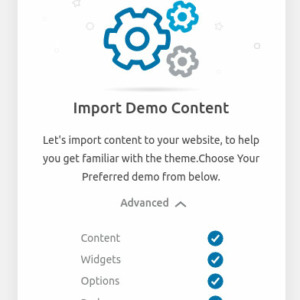 Import Demo Content
Let's import content to your website, to help
you get familiar with the theme.Choose Your
Preferred demo from below.
Advanced
Content
Widgets
Options